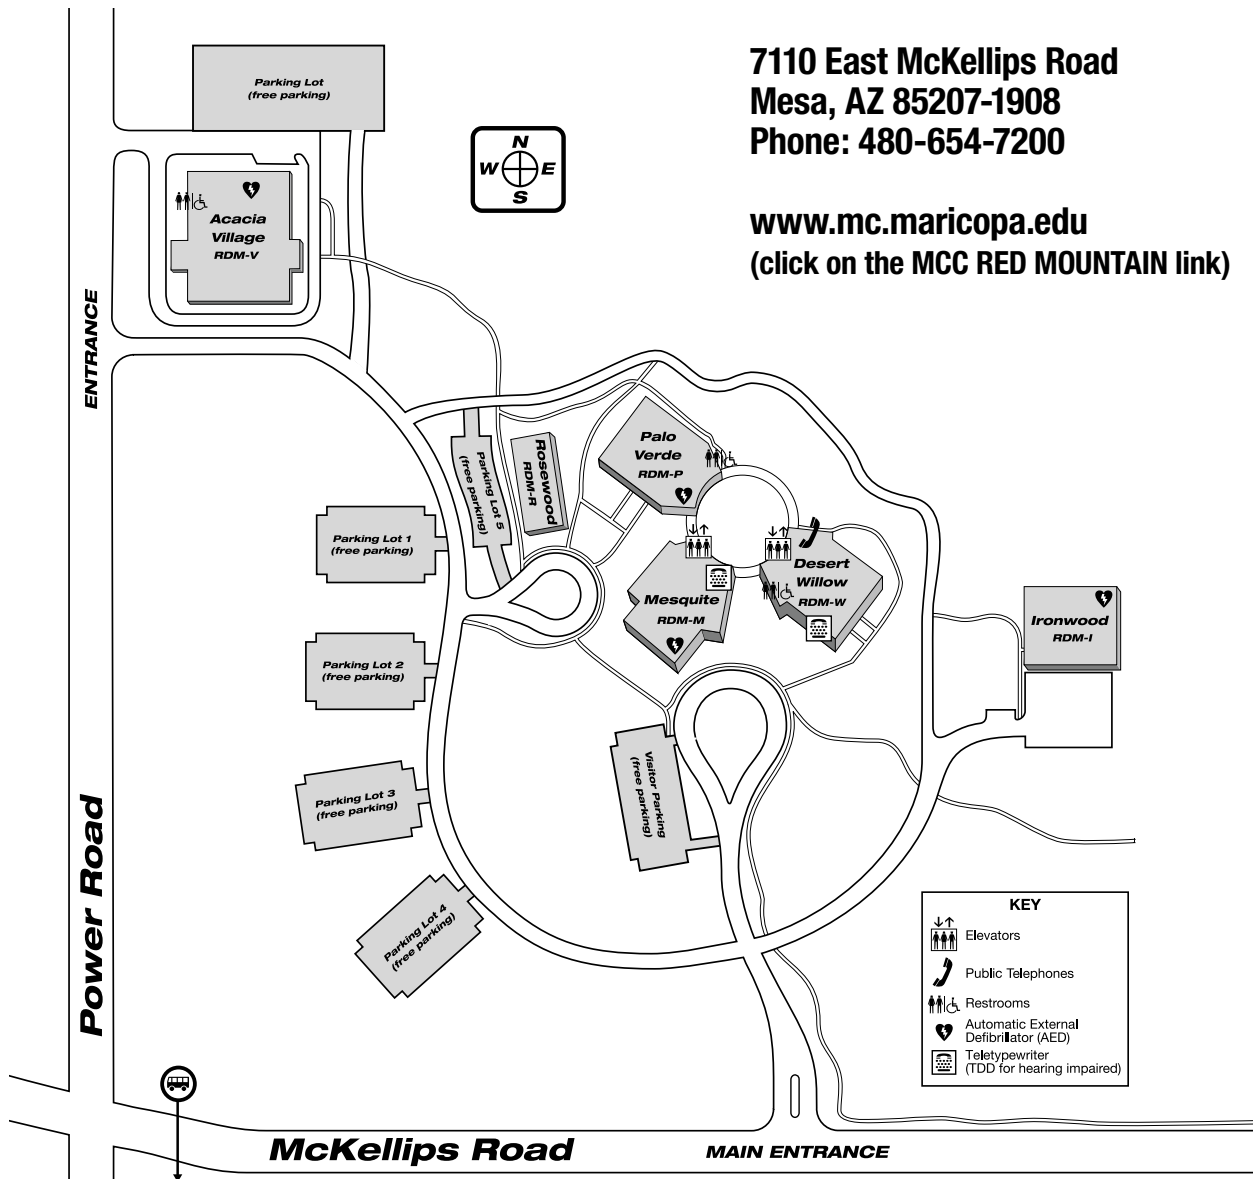 7110 East McKellips Road
Mesa, AZ 85207-1908
Phone: 480-654-7200
www.mc.maricopa.edu
(click on the MCC RED MOUNTAIN link)
Parking Lot
(free parking)
N
W E
S
Acacia
Village
RDM-V
ENTRANCE
Palo
Verde
RDM-P
Rosewood
RDM-R
Parking Lot 5
(free parking)
Parking Lot 1
(free parking)
Desert
Willow
RDM-W
Mesquite
RDM-M
Ironwood
RDM-I
Parking Lot 2
(free parking)
Visitor Parking
(free parking)
Parking Lot 3
(free parking)
Parking Lot 4
(free parking)
Power Road
KEY
Elevators
Public Telephones
Restrooms
Automatic External
Defibrillator (AED)
Teletypewriter
(TDD for hearing impaired)
McKellips Road
MAIN ENTRANCE